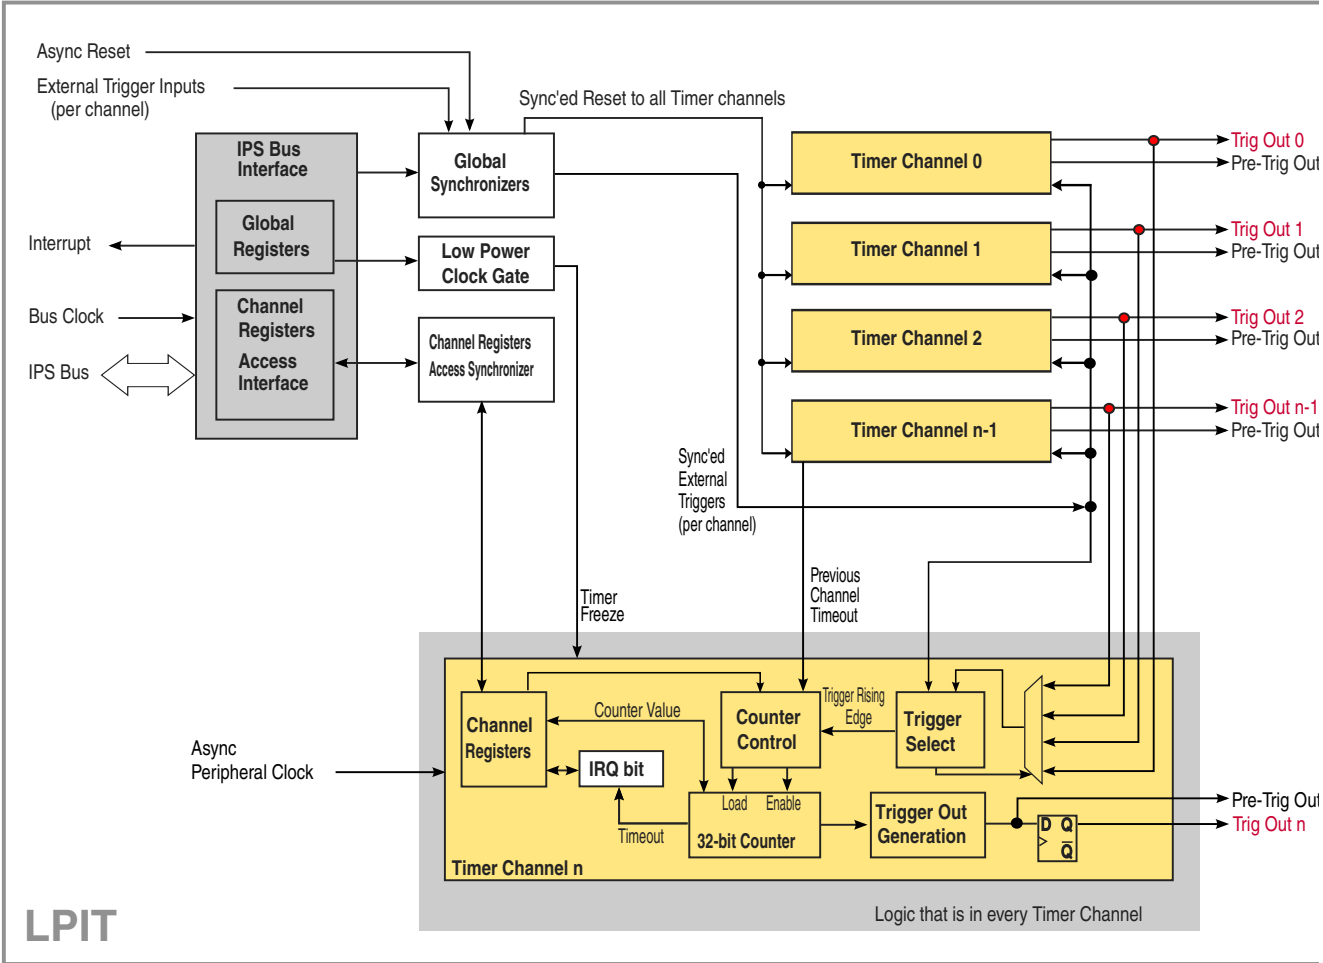 Async Reset
External Trigger Inputs
(per channel)
Sync'ed Reset to all Timer channels
IPS Bus
Interface
Global
Synchronizers
Timer Channel 0
Trig Out 0
Pre-Trig Out
Global
Registers
Interrupt
Low Power
Clock Gate
Timer Channel 1
Trig Out 1
Pre-Trig Out
Bus Clock
Channel
Registers
Access
Interface
Channel Registers
Access Synchronizer
Timer Channel 2
Trig Out 2
Pre-Trig Out
IPS Bus
Timer Channel n-1
Trig Out n-1
Pre-Trig Out
Sync'ed
External
Triggers
(per channel)
Previous
Channel
Timeout
Timer
Freeze
Channel
Registers
Counter Value
Counter
Control
Trigger Rising
Edge
Trigger
Select
Async
Peripheral Clock
IRQ bit
Load
Enable
Timeout
32-bit Counter
Trigger Out
Generation
D Q
Q
Pre-Trig Out
Trig Out n
Timer Channel n
Logic that is in every Timer Channel
LPIT